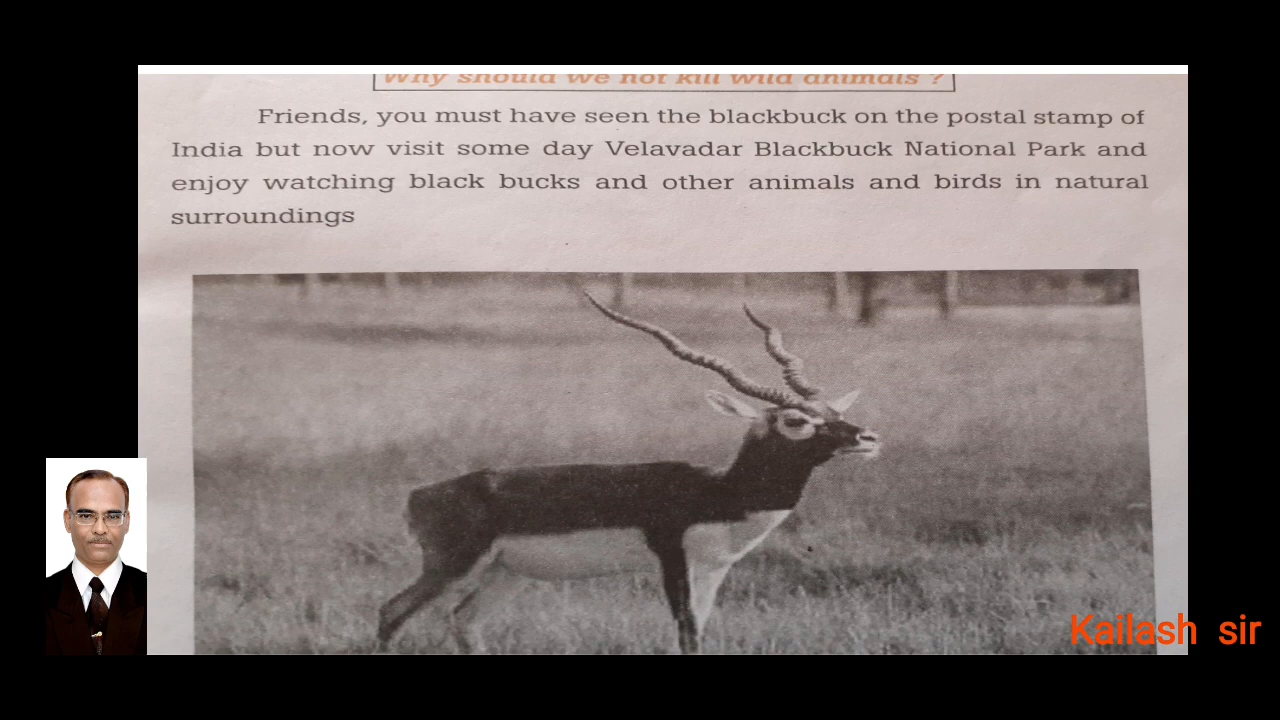 Why should we not kill wild animals ?
Friends, you must have seen the blackbuck on the postal stamp of
India but now visit some day Velavadar Blackbuck National Park and
enjoy watching black bucks and other animals and birds in natural
surroundings
Kailash sir